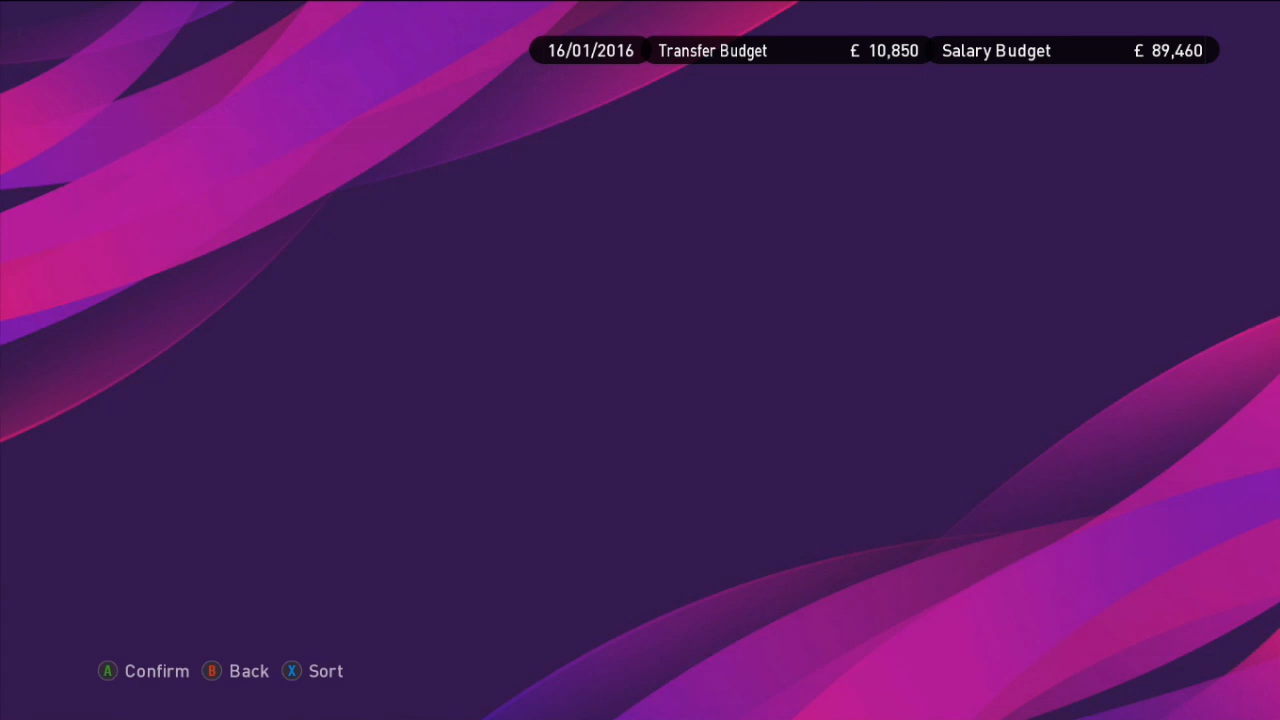 16/01/2016 Transfer Budget £ 10,850 Salary Budget £ 89,460
A Confirm B Back X Sort